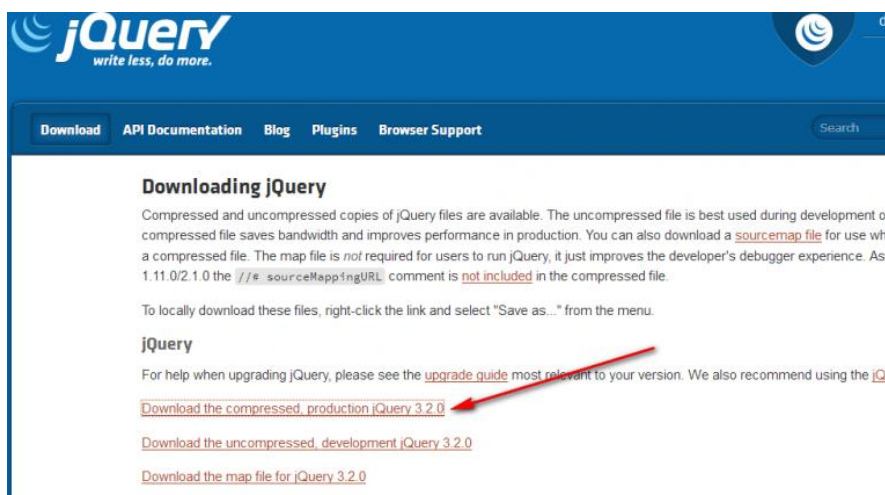 jQuery
write less, do more.
Download API Documentation Blog Plugins Browser Support Search
Downloading jQuery
Compressed and uncompressed copies of jQuery files are available. The uncompressed file is best used during development
compressed file saves bandwidth and improves performance in production. You can also download a sourcemap file for use
a compressed file. The map file is not required for users to run jQuery, it just improves the developer's debugger experience. As
1.11.0/2.1.0 the //# sourceMappingURL comment is not included in the compressed file.
To locally download these files, right-click the link and select "Save as..." from the menu.
jQuery
For help when upgrading jQuery, please see the upgrade guide most relevant to your version. We also recommend using the
Download the compressed, production jQuery 3.2.0
Download the uncompressed, development jQuery 3.2.0
Download the map file for jQuery 3.2.0